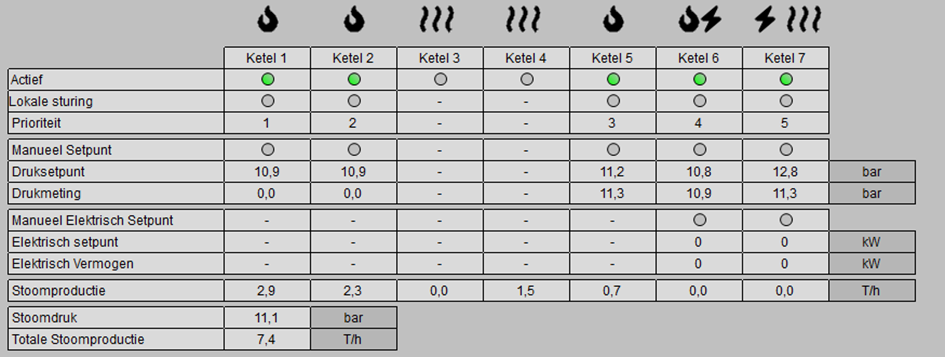 Ketel 1 Ketel 2 Ketel 3 Ketel 4 Ketel 5 Ketel 6 Ketel 7
Actief
Lokale sturing - -
Prioriteit 1 2 - - 3 4 5
Manueel Setpunt - -
Druksetpunt 10,9 10,9 - - 11,2 10,8 12,8 bar
Drukmeting 0,0 0,0 - - 11,3 10,9 11,3 bar
Manueel Elektrisch Setpunt - - - - -
Elektrisch setpunt - - - - - 0 0 kW
Elektrisch Vermogen - - - - - 0 0 kW
Stoomproductie 2,9 2,3 0,0 1,5 0,7 0,0 0,0 T/h
Stoomdruk 11,1 bar
Totale Stoomproductie 7,4 T/h